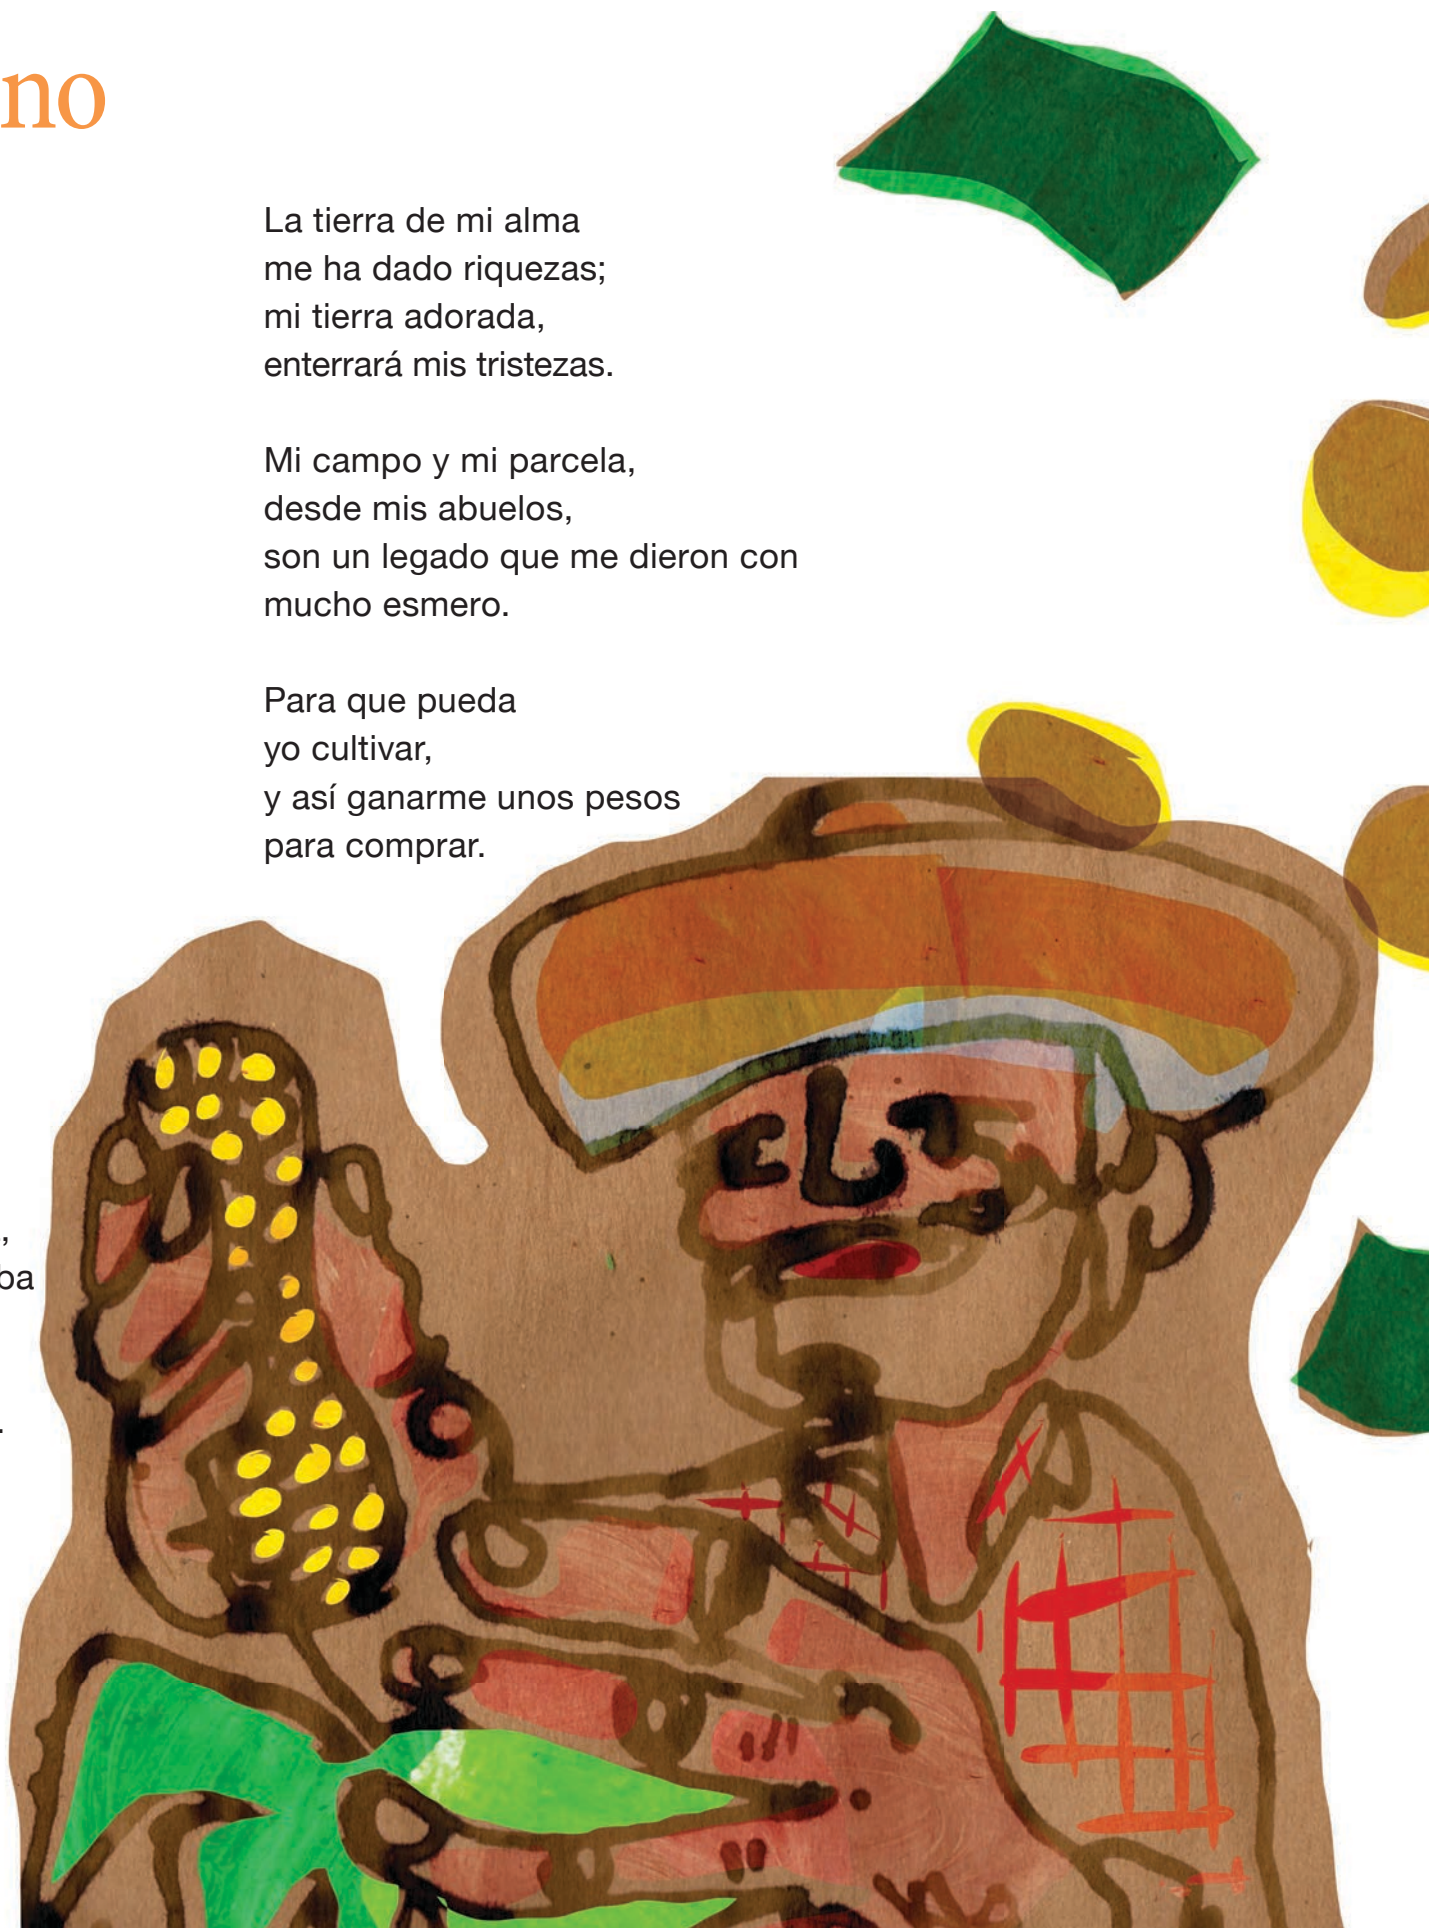 no
La tierra de mi alma
me ha dado riquezas;
mi tierra adorada,
enterrará mis tristezas.
Mi campo y mi parcela,
desde mis abuelos,
son un legado que me dieron con
mucho esmero.
Para que pueda
yo cultivar,
y así ganarme unos pesos
para comprar.
,
ba
.